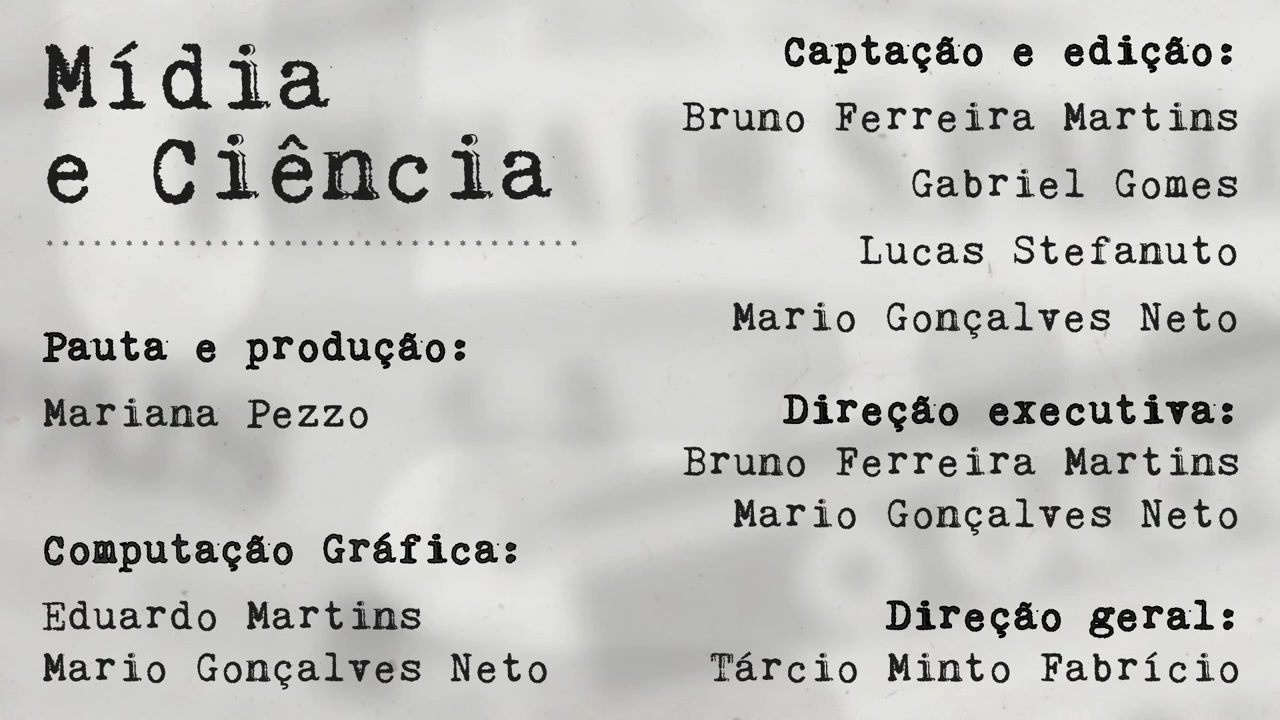 Mídia
e Ciência
Pauta e produção:
Mariana Pezzo
Computação Gráfica:
Eduardo Martins
Mario Gonçalves Neto
Captação e edição:
Bruno Ferreira Martins
Gabriel Gomes
Lucas Stefanuto
Mario Gonçalves Neto
Direção executiva:
Bruno Ferreira Martins
Mario Gonçalves Neto
Direção geral:
Tárcio Minto Fabrício